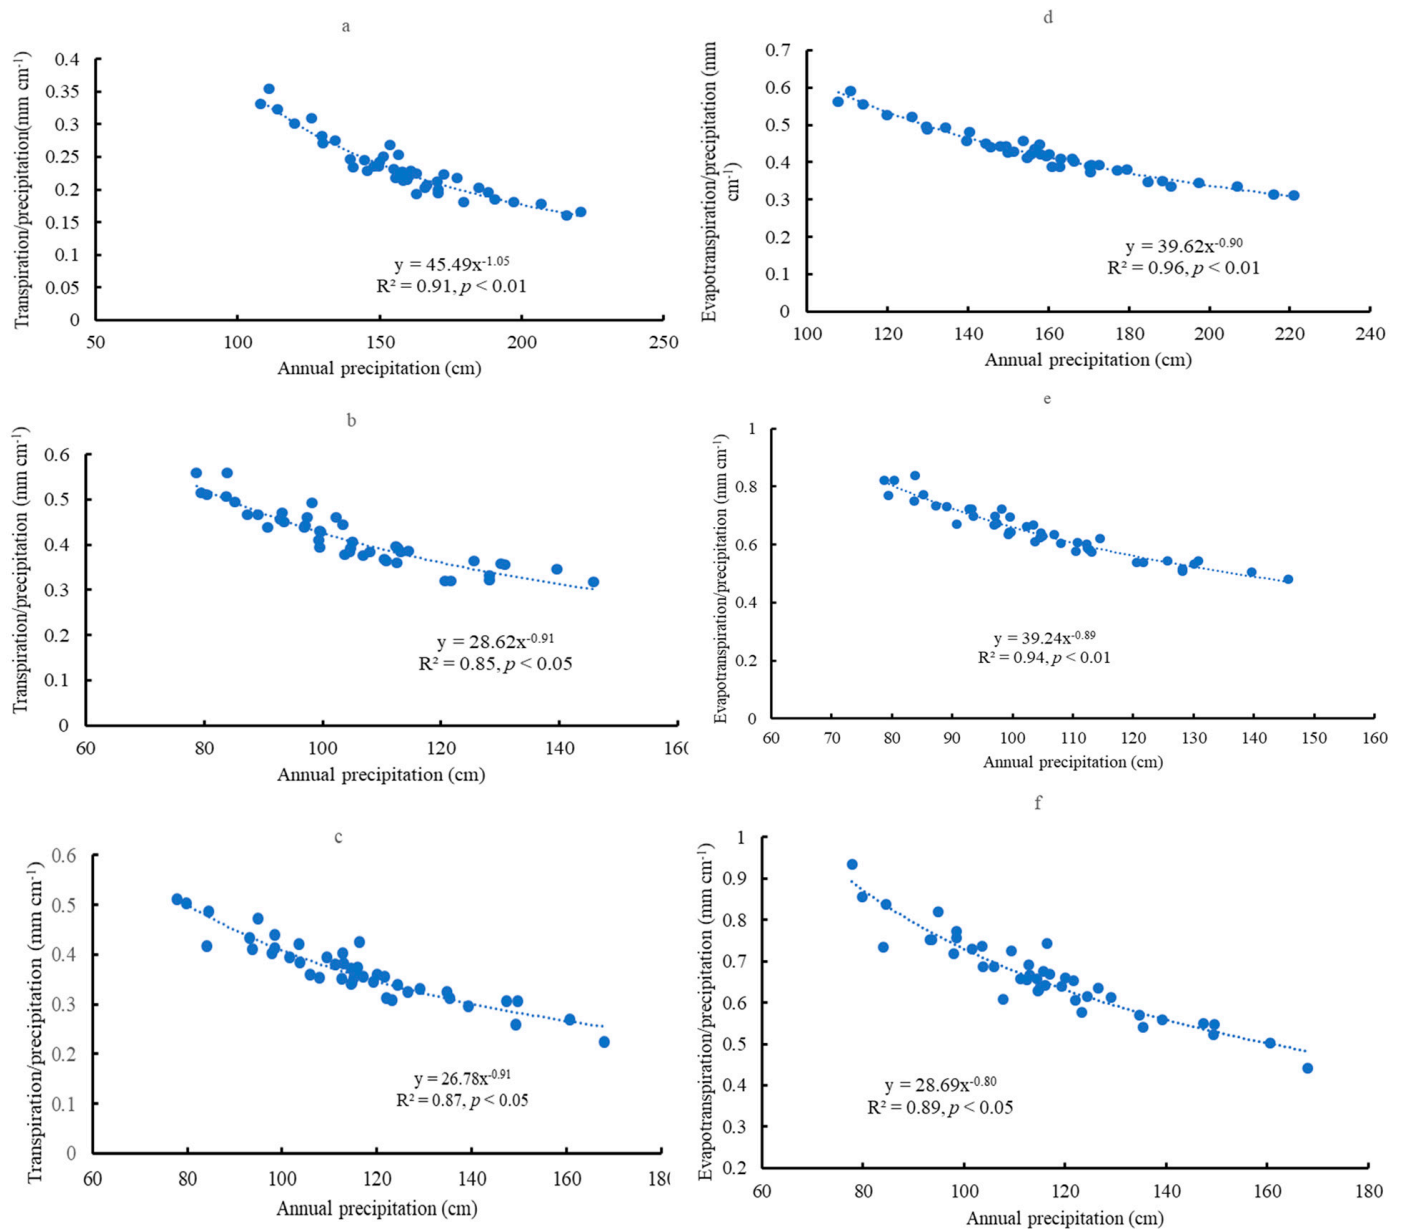 a
Transpiration/precipitation(mm cm⁻¹)
0.4
0.35
0.3
0.25
0.2
0.15
0.1
0.05
0
y = 45.49x⁻¹·⁰⁵
R² = 0.91, p < 0.01
50 100 150 200 250
Annual precipitation (cm)
d
Evapotranspiration/precipitation (mm
cm⁻¹)
0.7
0.6
0.5
0.4
0.3
0.2
0.1
0
y = 39.62x⁻⁰·⁹⁰
R² = 0.96, p < 0.01
100 120 140 160 180 200 220 240
Annual precipitation (cm)
b
Transpiration/precipitation (mm cm⁻¹)
0.6
0.5
0.4
0.3
0.2
0.1
0
y = 28.62x⁻⁰·⁹¹
R² = 0.85, p < 0.05
60 80 100 120 140 16
Annual precipitation (cm)
e
Evapotranspiration/precipitation (mm cm⁻¹)
1
0.8
0.6
0.4
0.2
0
y = 39.24x⁻⁰·⁸⁹
R² = 0.94, p < 0.01
60 70 80 90 100 110 120 130 140 150 160
Annual precipitation (cm)
c
Transpiration/precipitation (mm cm⁻¹)
0.6
0.5
0.4
0.3
0.2
0.1
0
y = 26.78x⁻⁰·⁹¹
R² = 0.87, p < 0.05
60 80 100 120 140 160 18
Annual precipitation (cm)
f
Evapotranspiration/precipitation (mm cm⁻¹)
1
0.9
0.8
0.7
0.6
0.5
0.4
0.3
0.2
y = 28.69x⁻⁰·⁸⁰
R² = 0.89, p < 0.05
60 80 100 120 140 160 180
Annual precipitation (cm)